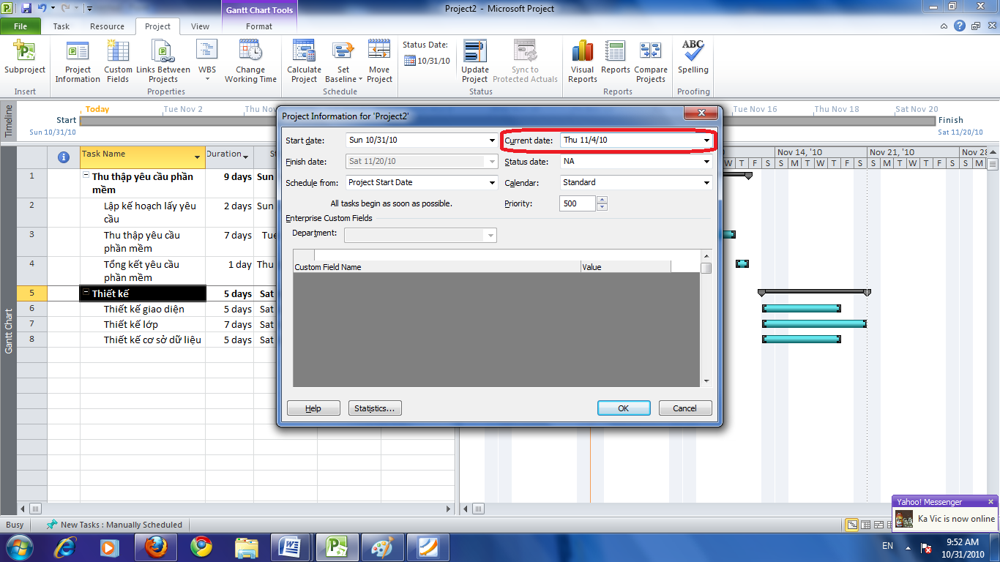 Project2 - Microsoft Project
Gantt Chart Tools
File Task Resource Project View Format
Subproject
Project Information
Custom Fields
Links Between Projects
WBS
Change Working Time
Calculate Project
Set Baseline
Move Project
Status Date:
10/31/10
Update Project
Sync to Protected Actuals
Visual Reports
Reports
Compare Projects
ABC
Spelling
Insert Properties Schedule Status Reports Proofing
Timeline
Today Tue Nov 2 Thu Nov Tue Nov 16 Thu Nov 18 Sat Nov 20
Start
Sun 10/31/10
Finish
Sat 11/20/10
Project Information for 'Project2'
Start date: Sun 10/31/10 Current date: Thu 11/4/10
Finish date: Sat 11/20/10 Status date: NA
Schedule from: Project Start Date Calendar: Standard
All tasks begin as soon as possible. Priority: 500
Enterprise Custom Fields
Department:
Custom Field Name Value
Help Statistics... OK Cancel
Task Name Duration St
Nov 14, '10 Nov 21, '10 Nov 28
W T F S S M T W T F S S M T W T F S S M
1 Thu thập yêu cầu phần mềm 9 days Sun
2 Lập kế hoạch lấy yêu cầu 2 days Sun
3 Thu thập yêu cầu phần mềm 7 days Tue
4 Tổng kết yêu cầu phần mềm 1 day Thu
5 Thiết kế 5 days Sat
6 Thiết kế giao diện 5 days Sat
7 Thiết kế lớp 7 days Sat
8 Thiết kế cơ sở dữ liệu 5 days Sat
Gantt Chart
Yahoo! Messenger
Ka Vic is now online
Busy New Tasks : Manually Scheduled
EN
9:52 AM
10/31/2010